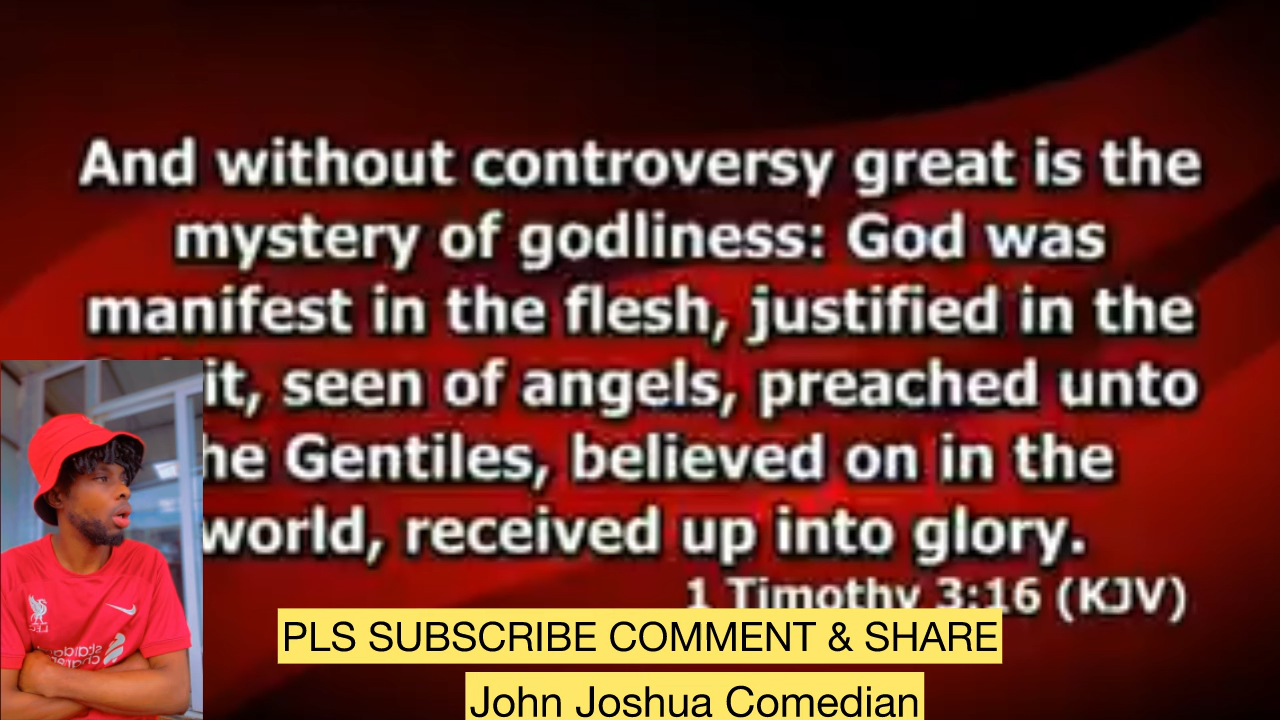 And without controversy great is the
mystery of godliness: God was
manifest in the flesh, justified in the
it, seen of angels, preached unto
he Gentiles, believed on in the
world, received up into glory.
1 Timothy 3:16 (KJV)
PLS SUBSCRIBE COMMENT & SHARE
John Joshua Comedian